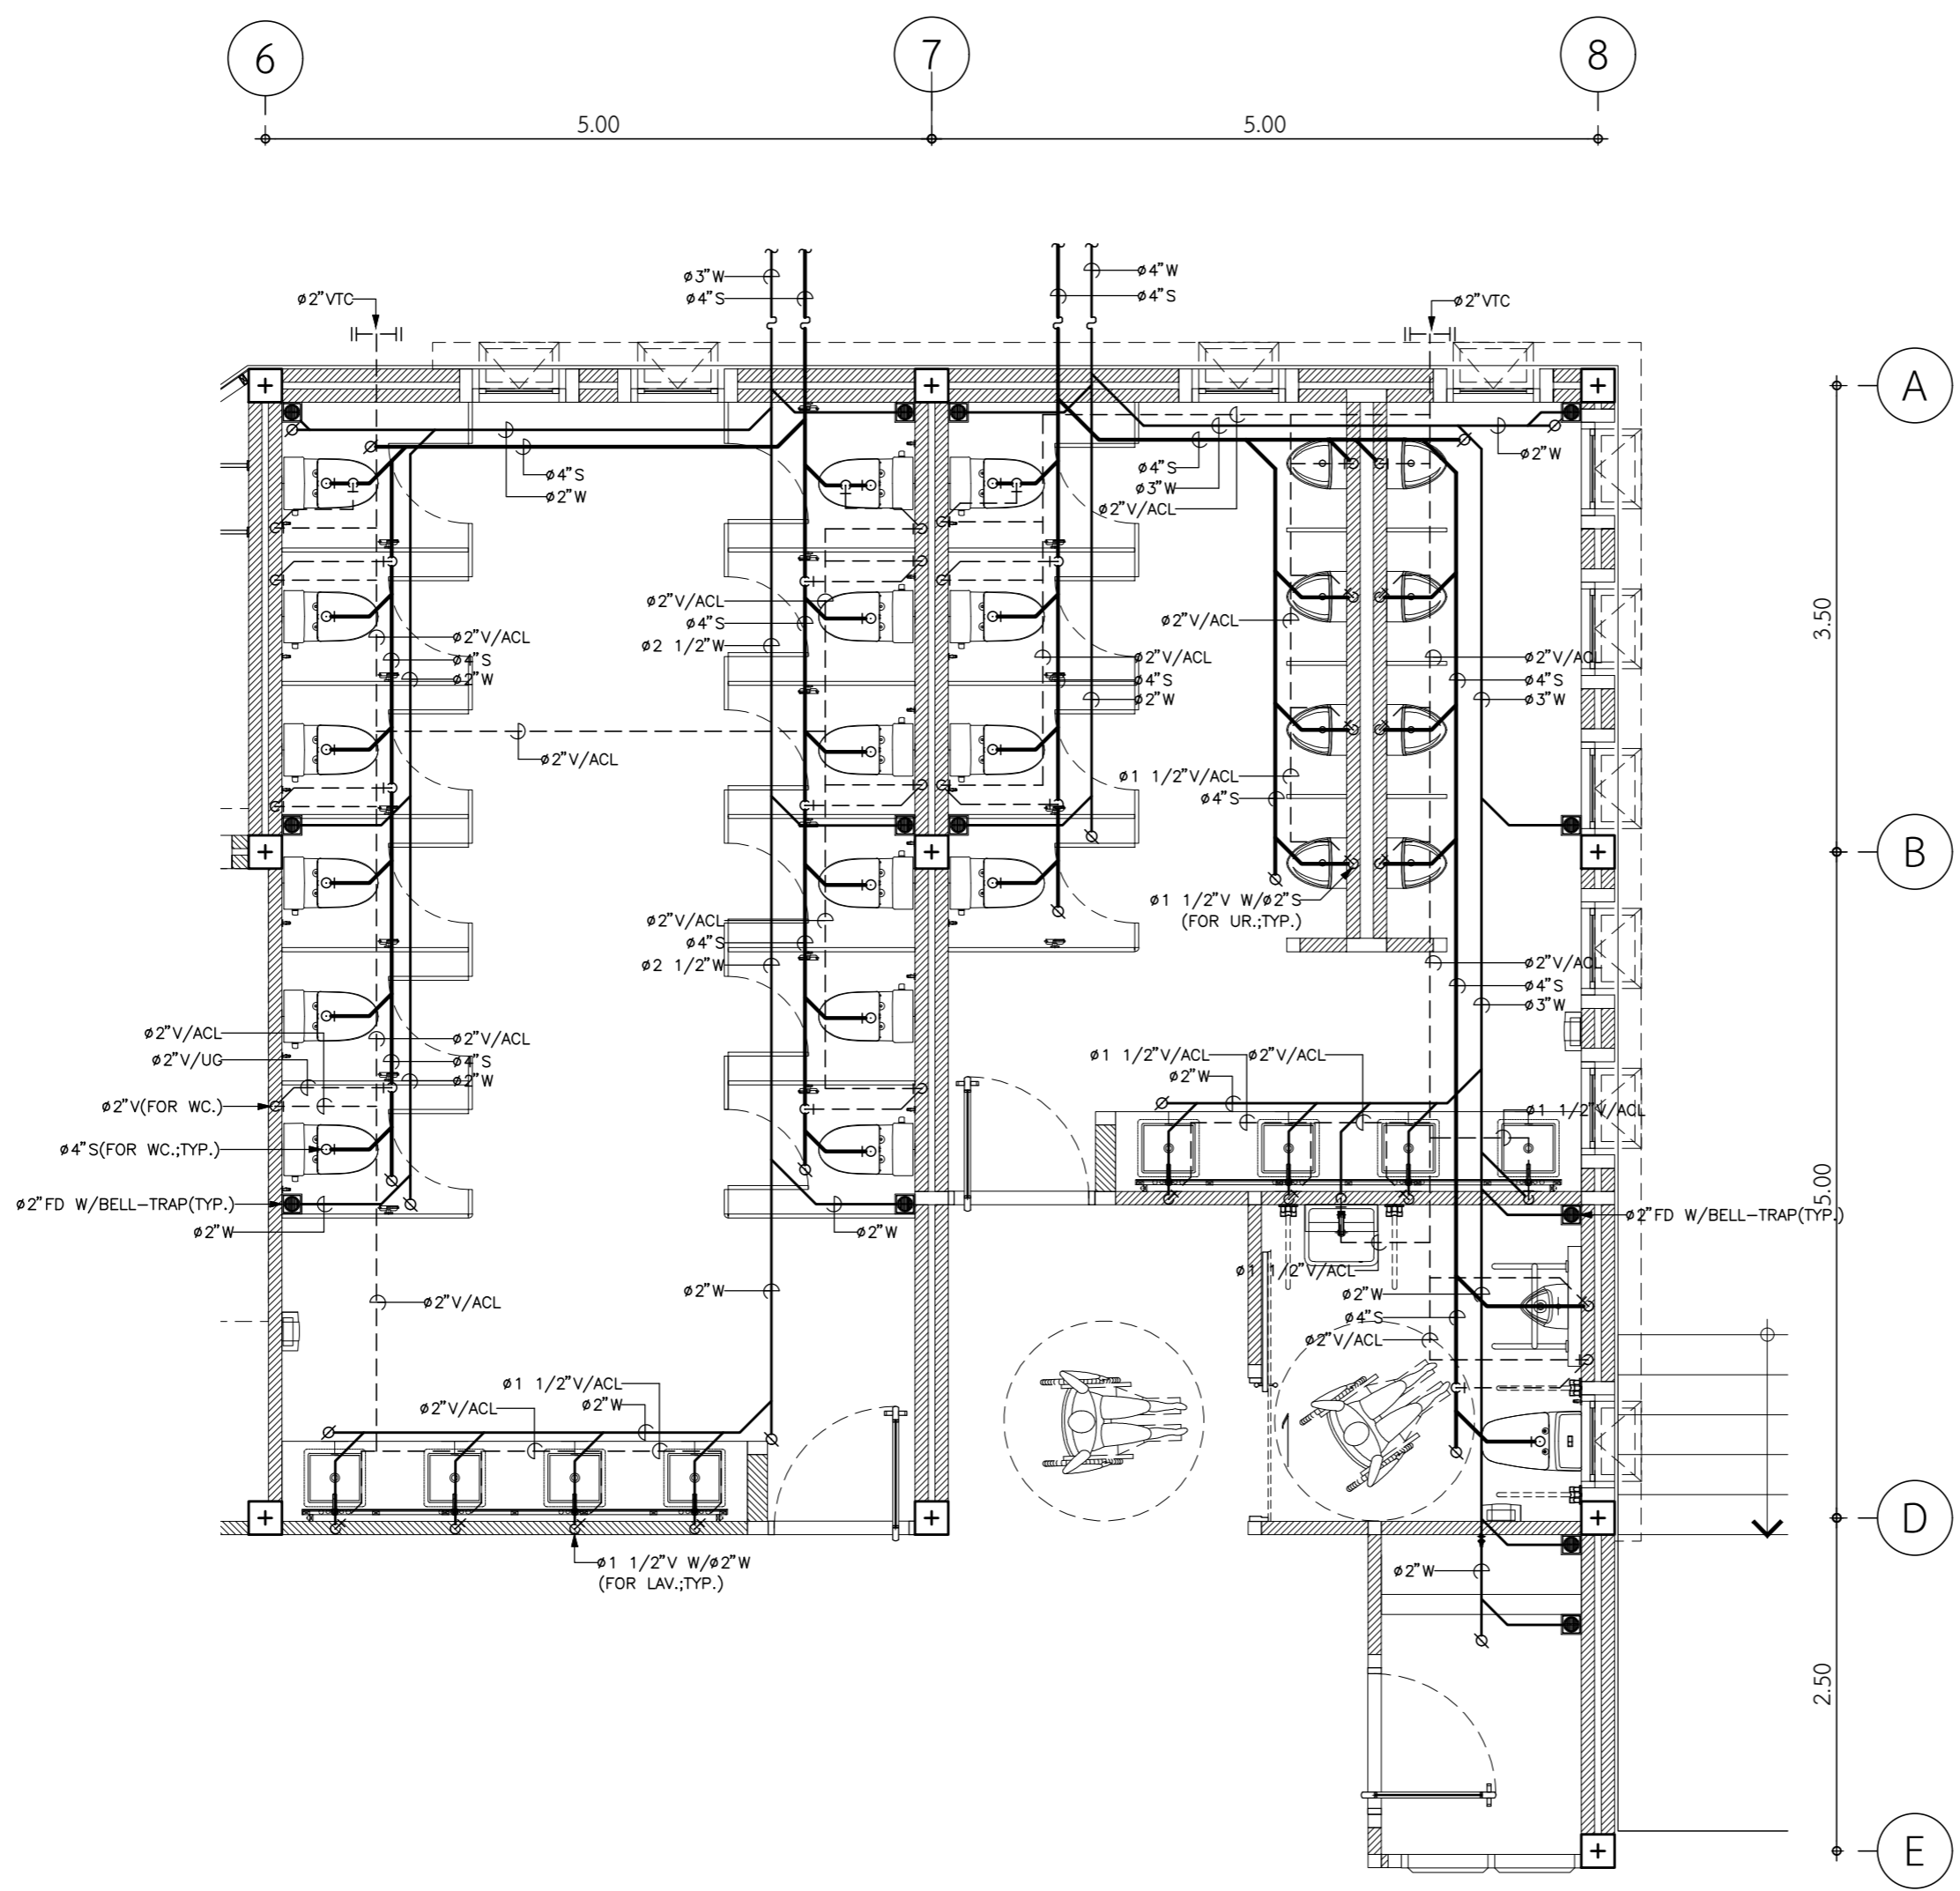 6
7
8
5.00
5.00
ø3"W
ø4"S
ø4"W
ø4"S
ø2"VTC
ø2"VTC
A
ø4"S
ø2"W
ø4"S
ø3"W
ø2"V/ACL
ø2"W
ø2"V/ACL
ø4"S
ø2 1/2"W
ø2"V/ACL
3.50
ø2"V/ACL
ø4"S
ø2"W
ø2"V/ACL
ø4"S
ø2"W
ø2"V/ACL
ø4"S
ø3"W
ø2"V/ACL
ø1 1/2"V/ACL
ø4"S
B
ø1 1/2"V W/ø2"S
(FOR UR.;TYP.)
ø2"V/ACL
ø4"S
ø2 1/2"W
ø2"V/ACL
ø4"S
ø3"W
ø2"V/ACL
ø2"V/UG
ø2"V(FOR WC.)
ø4"S(FOR WC.;TYP.)
ø2"FD W/BELL-TRAP(TYP.)
ø2"W
ø2"V/ACL
ø4"S
ø2"W
ø1 1/2"V/ACL
ø2"V/ACL
ø2"W
ø1 1/2"V/ACL
5.00
ø2"W
ø2"FD W/BELL-TRAP(TYP.)
ø1 1/2"V/ACL
ø2"V/ACL
ø2"W
ø2"W
ø4"S
ø2"V/ACL
ø1 1/2"V/ACL
ø2"V/ACL
ø2"W
D
ø1 1/2"V W/ø2"W
(FOR LAV.;TYP.)
ø2"W
2.50
E